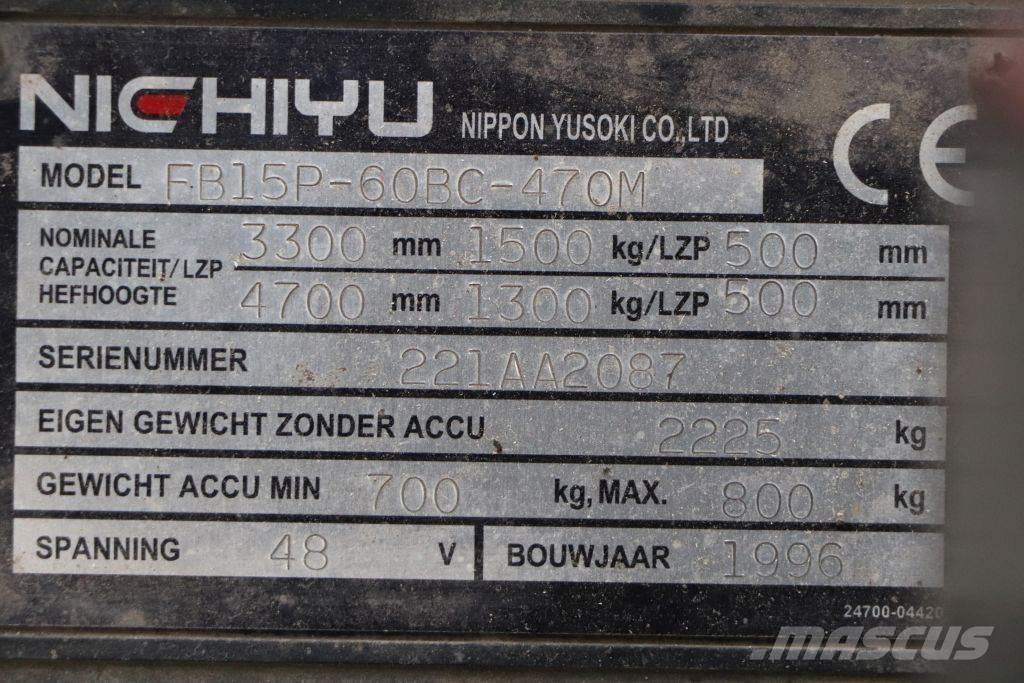 NICHIYU NIPPON YUSOKI CO.,LTD CE
MODEL FB15P-60BC-470M
NOMINALE 3300 mm 1500 kg/LZP 500 mm
CAPACITEIT/LZP
HEFHOOGTE 4700 mm 1300 kg/LZP 500 mm
SERIENUMMER 221AA2087
EIGEN GEWICHT ZONDER ACCU 2225 kg
GEWICHT ACCU MIN 700 kg, MAX. 800 kg
SPANNING 48 V BOUWJAAR 1996
24700-04420
mascus